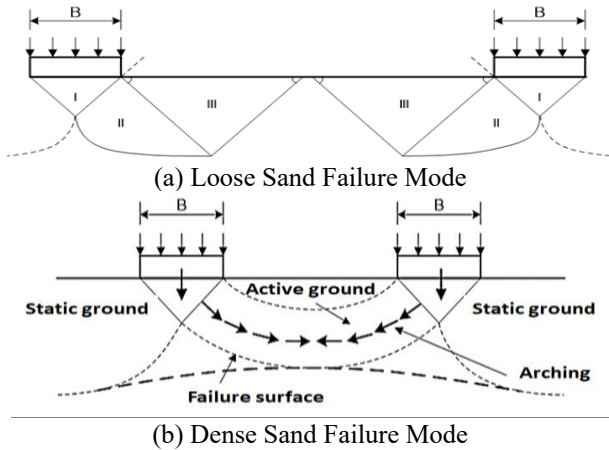 B B
I II III III II I
(a) Loose Sand Failure Mode
B B
Active ground
Static ground Static ground
Arching
Failure surface
(b) Dense Sand Failure Mode